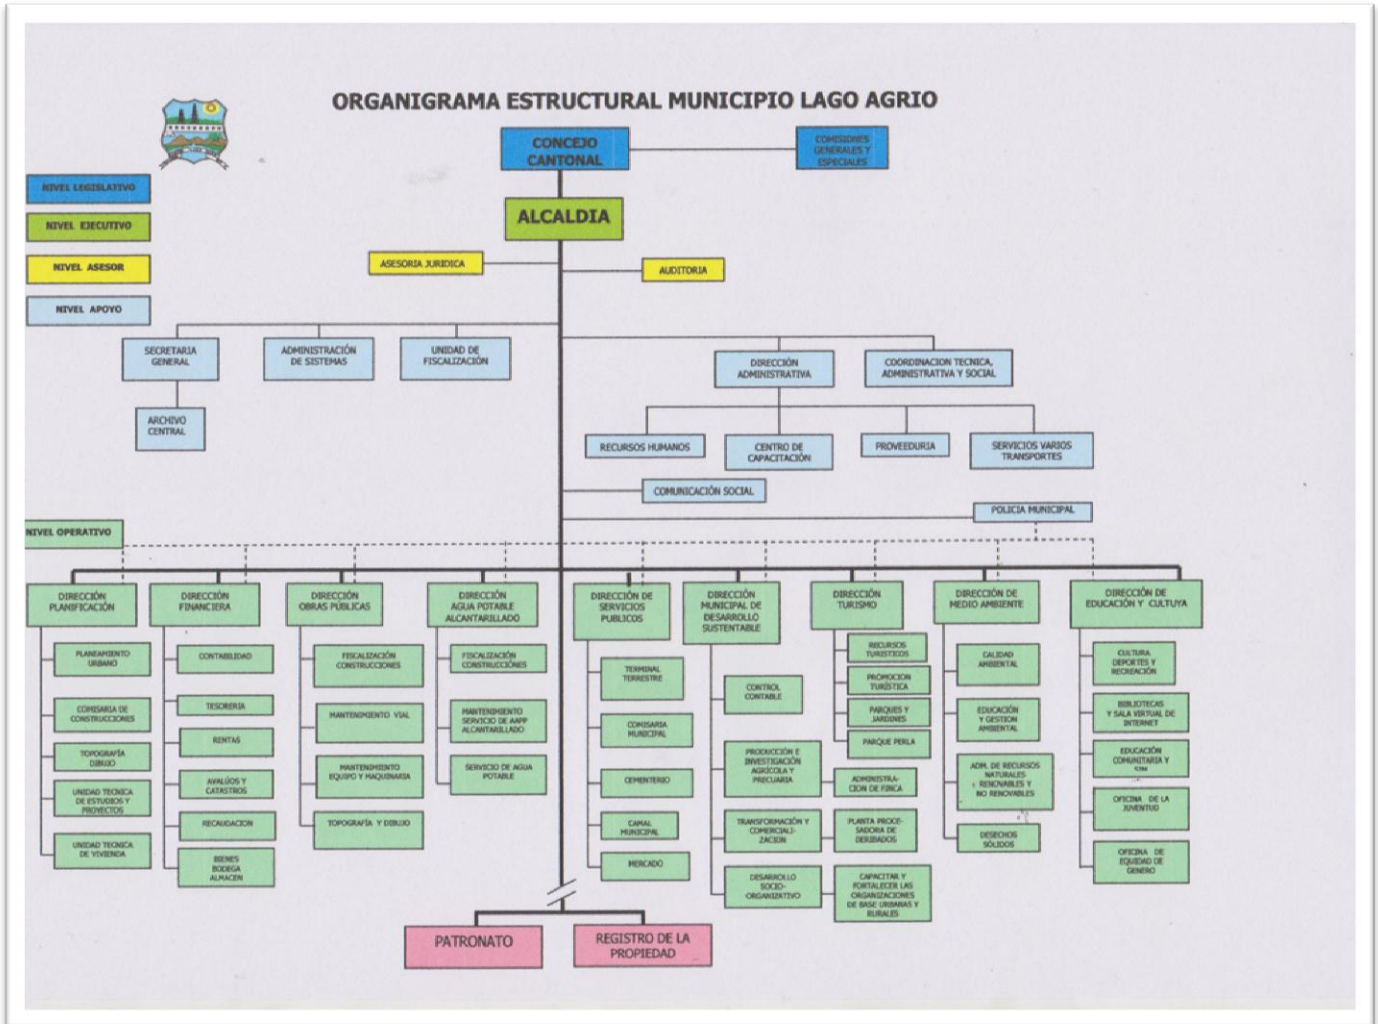 ORGANIGRAMA ESTRUCTURAL MUNICIPIO LAGO AGRIO
CONCEJO
CANTONAL
COMISIONES
GENERALES Y
ESPECIALES
NIVEL LEGISLATIVO
NIVEL EJECUTIVO
NIVEL ASESOR
NIVEL APOYO
ALCALDIA
ASESORIA JURIDICA
AUDITORIA
SECRETARIA
GENERAL
ADMINISTRACIÓN
DE SISTEMAS
UNIDAD DE
FISCALIZACIÓN
DIRECCIÓN
ADMINISTRATIVA
COORDINACION TECNICA,
ADMINISTRATIVA Y SOCIAL
ARCHIVO
CENTRAL
RECURSOS HUMANOS
CENTRO DE
CAPACITACIÓN
PROVEEDURIA
SERVICIOS VARIOS
TRANSPORTES
COMUNICACIÓN SOCIAL
POLICIA MUNICIPAL
NIVEL OPERATIVO
DIRECCIÓN
PLANIFICACIÓN
PLANEAMIENTO
URBANO
COMISARIA DE
CONSTRUCCIONES
TOPOGRAFÍA
DIBUJO
UNIDAD TECNICA
DE ESTUDIOS Y
PROYECTOS
UNIDAD TECNICA
DE VIVIENDA
DIRECCIÓN
FINANCIERA
CONTABILIDAD
TESORERIA
RENTAS
AVALÚOS Y
CATASTROS
RECAUDACION
BIENES
BODEGA
ALMACEN
DIRECCIÓN
OBRAS PÚBLICAS
FISCALIZACIÓN
CONSTRUCCIONES
MANTENIMIENTO VIAL
MANTENIMIENTO
EQUIPO Y MAQUINARIA
TOPOGRAFÍA Y DIBUJO
DIRECCIÓN
AGUA POTABLE
ALCANTARILLADO
FISCALIZACIÓN
CONSTRUCCIÓNES
MANTENIMIENTO
SERVICIO DE AAPP
ALCANTARILLADO
SERVICIO DE AGUA
POTABLE
DIRECCIÓN DE
SERVICIOS
PUBLICOS
TERMINAL
TERRESTRE
COMISARIA
MUNICIPAL
CEMENTERIO
CAMAL
MUNICIPAL
MERCADO
DIRECCIÓN
MUNICIPAL DE
DESARROLLO
SUSTENTABLE
CONTROL
CONTABLE
PRODUCCIÓN E
INVESTIGACIÓN
AGRÍCOLA Y
PRECUARIA
TRANSFORMACIÓN Y
COMERCIALI-
ZACION
DESARROLLO
SOCIO-
ORGANIZATIVO
DIRECCIÓN
TURISMO
RECURSOS
TURISTICOS
PROMOCION
TURÍSTICA
PARQUES Y
JARDINES
PARQUE PERLA
ADMINISTRA-
CION DE FINCA
PLANTA PROCE-
SADORA DE
DERIBADOS
CAPACITAR Y
FORTALECER LAS
ORGANIZACIONES
DE BASE URBANAS Y
RURALES
DIRECCIÓN DE
MEDIO AMBIENTE
CALIDAD
AMBIENTAL
EDUCACIÓN
Y GESTION
AMBIENTAL
ADM. DE RECURSOS
NATURALES
RENOVABLES Y
NO RENOVABLES
DESECHOS
SÓLIDOS
DIRECCIÓN DE
EDUCACIÓN Y CULTUYA
CULTURA
DEPORTES Y
RECREACIÓN
BIBLIOTECAS
Y SALA VIRTUAL DE
INTERNET
EDUCACIÓN
COMUNITARIA Y
OFICINA DE LA
JUVENTUD
OFICINA DE
EQUIDAD DE
GENERO
PATRONATO
REGISTRO DE LA
PROPIEDAD